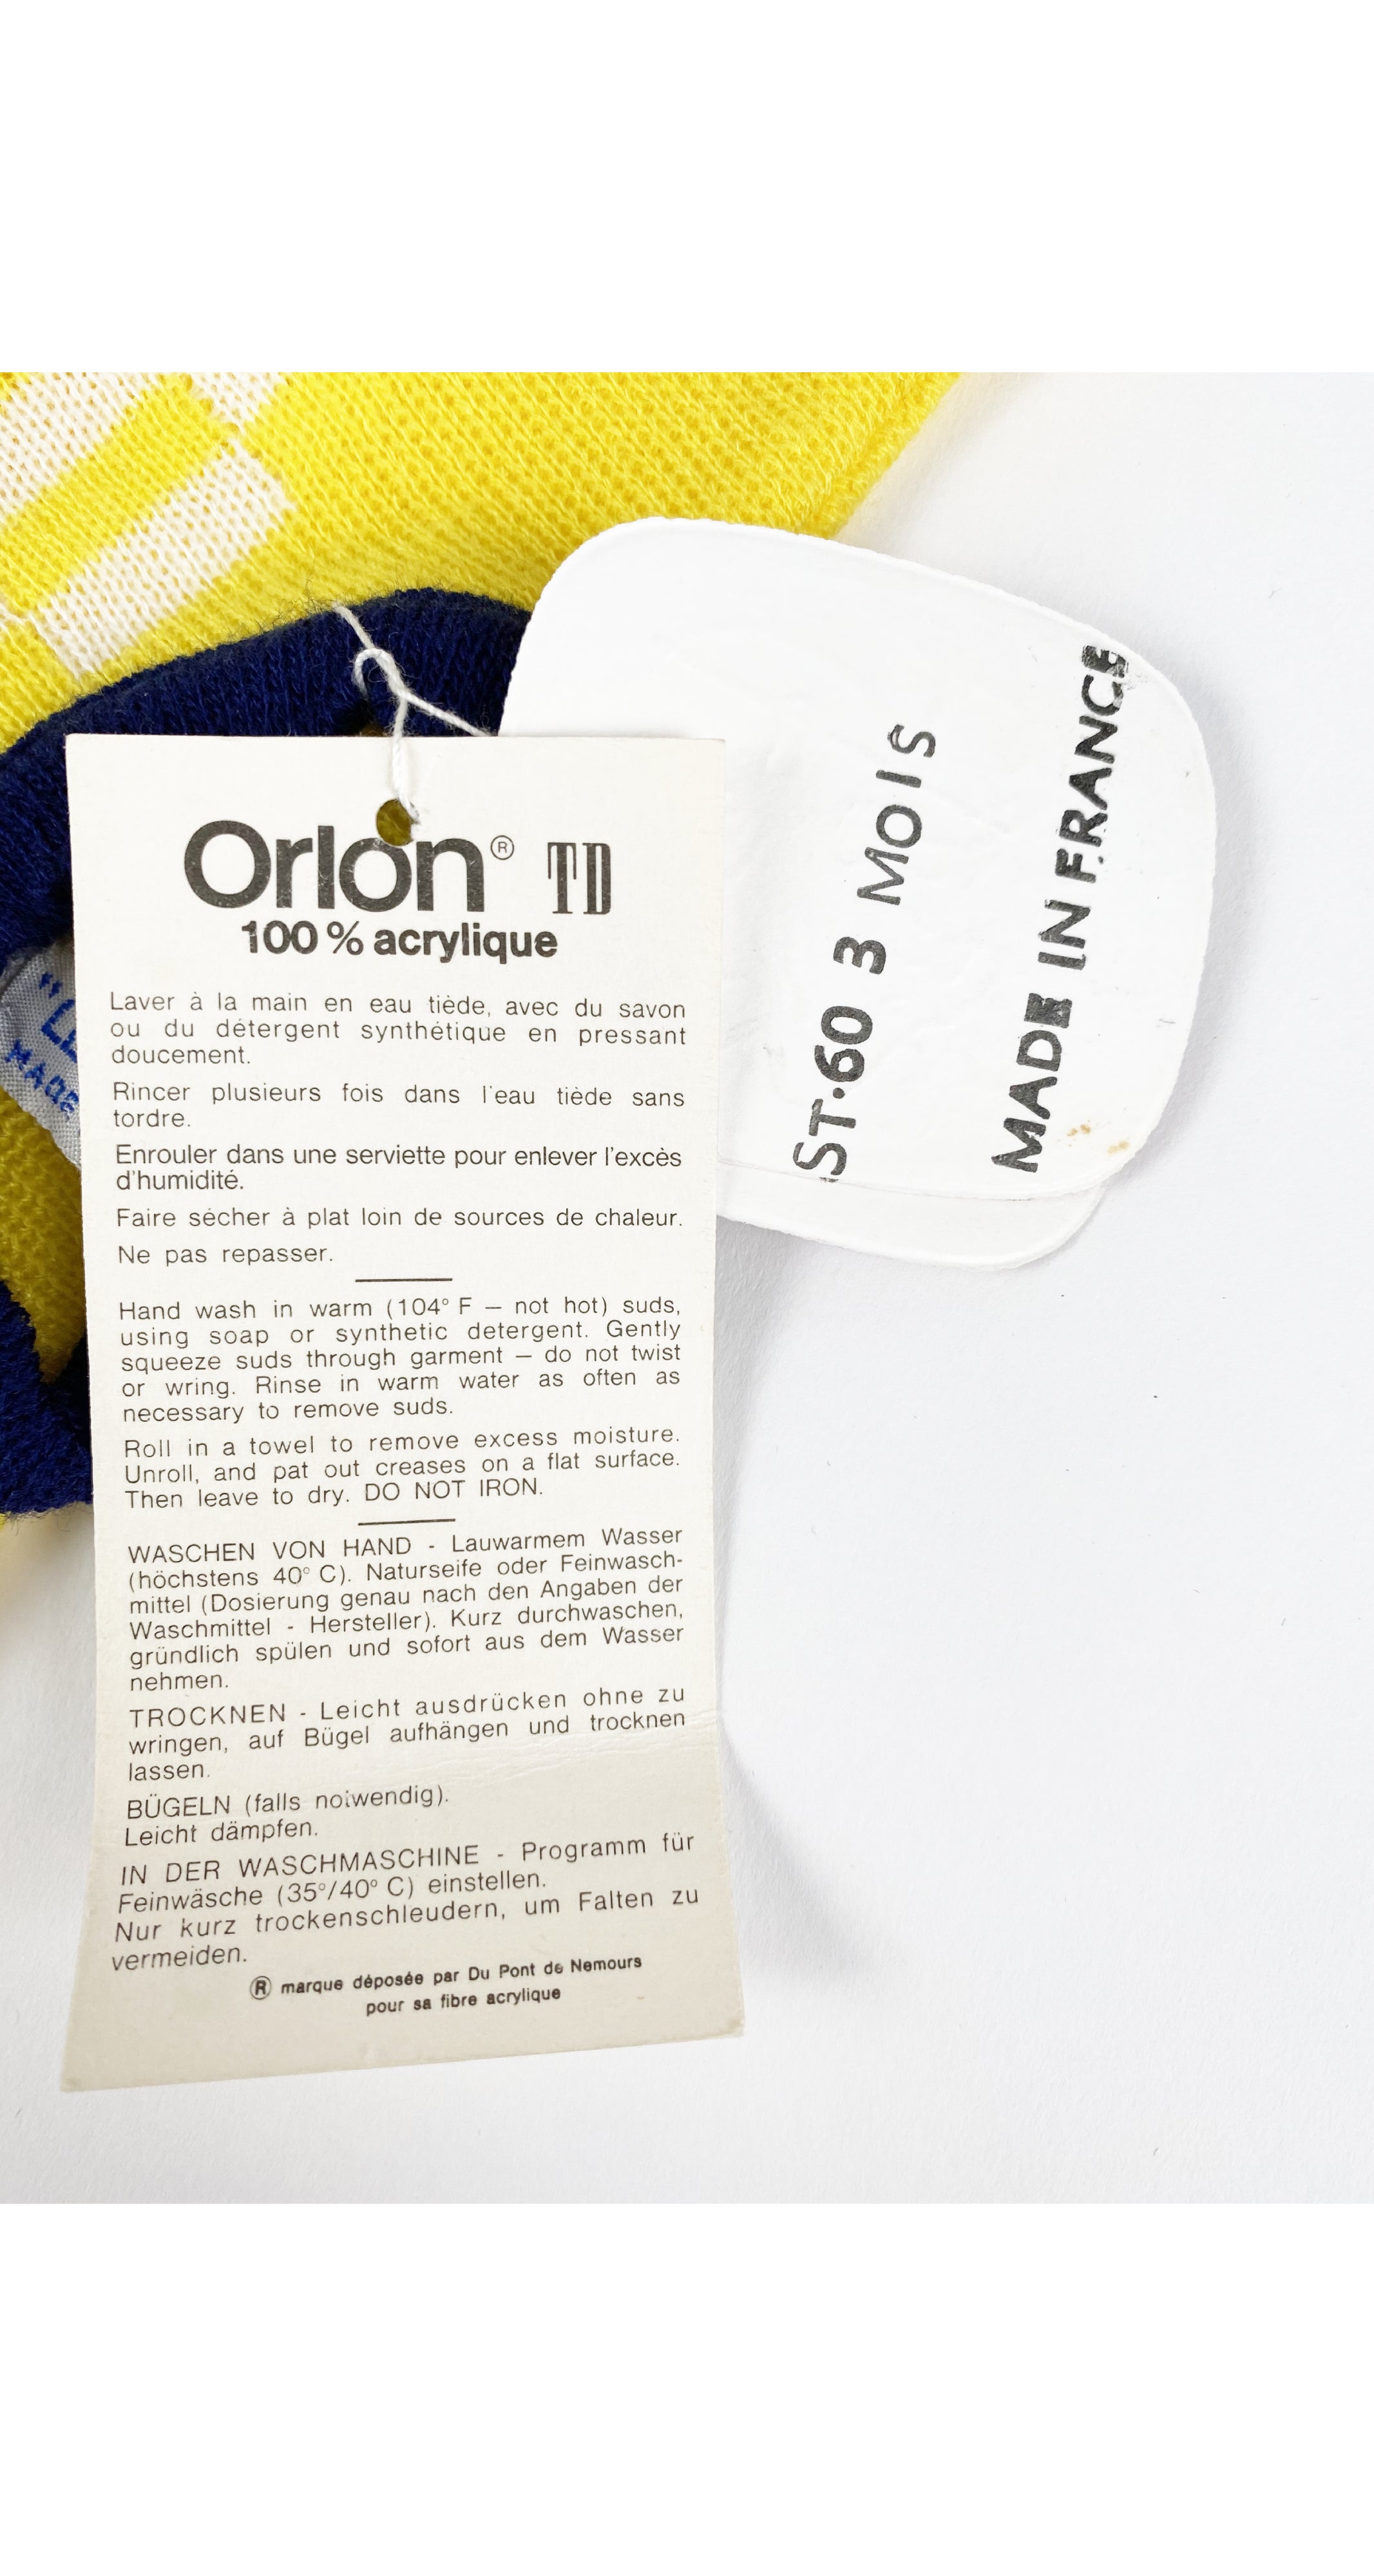 Orlon® TD
100 % acrylique
Laver à la main en eau tiède, avec du savon
ou du détergent synthétique en pressant
doucement.
Rincer plusieurs fois dans l'eau tiède sans
tordre.
Enrouler dans une serviette pour enlever l'excès
d'humidité.
Faire sécher à plat loin de sources de chaleur.
Ne pas repasser.
Hand wash in warm (104° F — not hot) suds,
using soap or synthetic detergent. Gently
squeeze suds through garment — do not twist
or wring. Rinse in warm water as often as
necessary to remove suds.
Roll in a towel to remove excess moisture.
Unroll, and pat out creases on a flat surface.
Then leave to dry. DO NOT IRON.
WASCHEN VON HAND - Lauwarmem Wasser
(höchstens 40° C). Naturseife oder Feinwasch-
mittel (Dosierung genau nach den Angaben der
Waschmittel - Hersteller). Kurz durchwaschen,
gründlich spülen und sofort aus dem Wasser
nehmen.
TROCKNEN - Leicht ausdrücken ohne zu
wringen, auf Bügel aufhängen und trocknen
lassen.
BÜGELN (falls notwendig).
Leicht dämpfen.
IN DER WASCHMASCHINE - Programm für
Feinwäsche (35°/40° C) einstellen.
Nur kurz trockenschleudern, um Falten zu
vermeiden.
® marque déposée par Du Pont de Nemours
pour sa fibre acrylique
ST·60 3 MOIS
MADE IN FRANCE
MADE